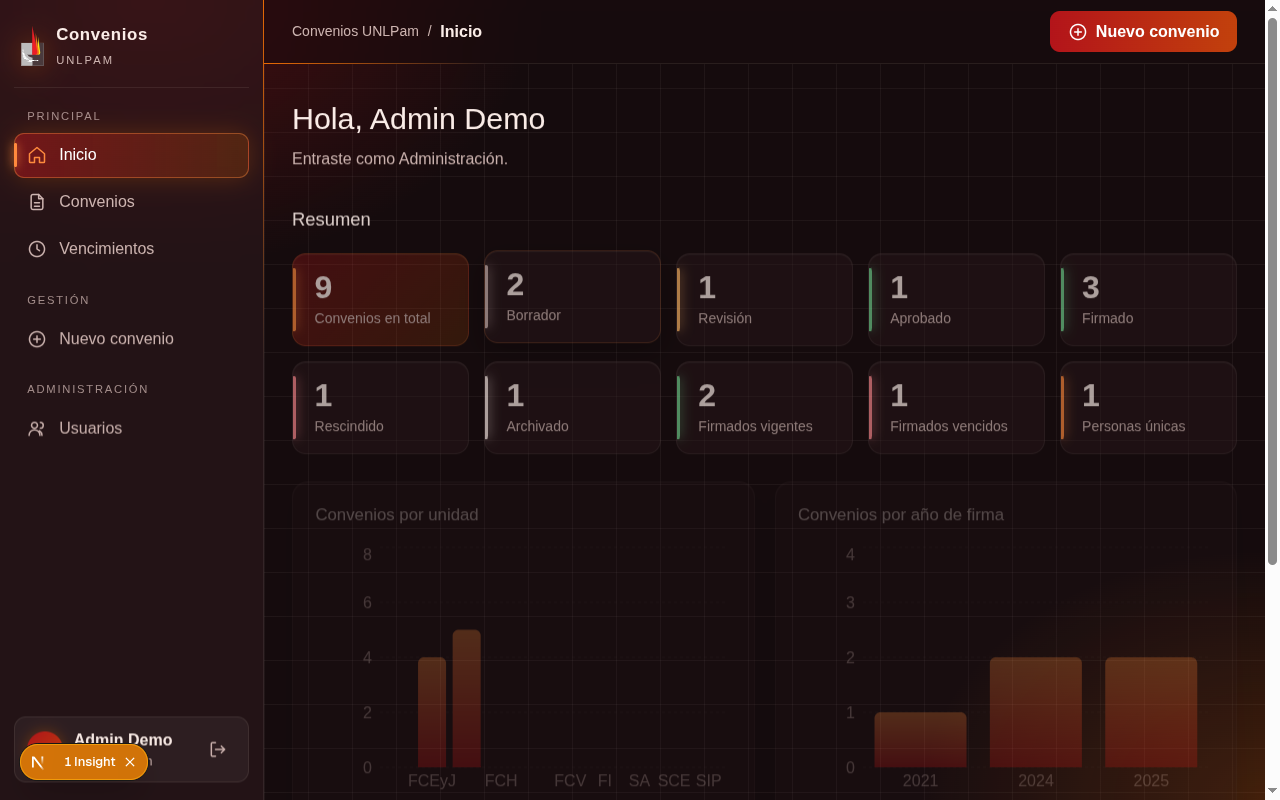 Convenios
UNLPAM
PRINCIPAL
Inicio
Convenios
Vencimientos
GESTIÓN
Nuevo convenio
ADMINISTRACIÓN
Usuarios
Admin Demo
1 Insight
Convenios UNLPam / Inicio
Nuevo convenio
Hola, Admin Demo
Entraste como Administración.
Resumen
9
Convenios en total
2
Borrador
1
Revisión
1
Aprobado
3
Firmado
1
Rescindido
1
Archivado
2
Firmados vigentes
1
Firmados vencidos
1
Personas únicas
Convenios por unidad
8
6
4
2
0
FCEyJ FCH FCV FI SA SCE SIP
Convenios por año de firma
4
3
2
1
0
2021 2024 2025